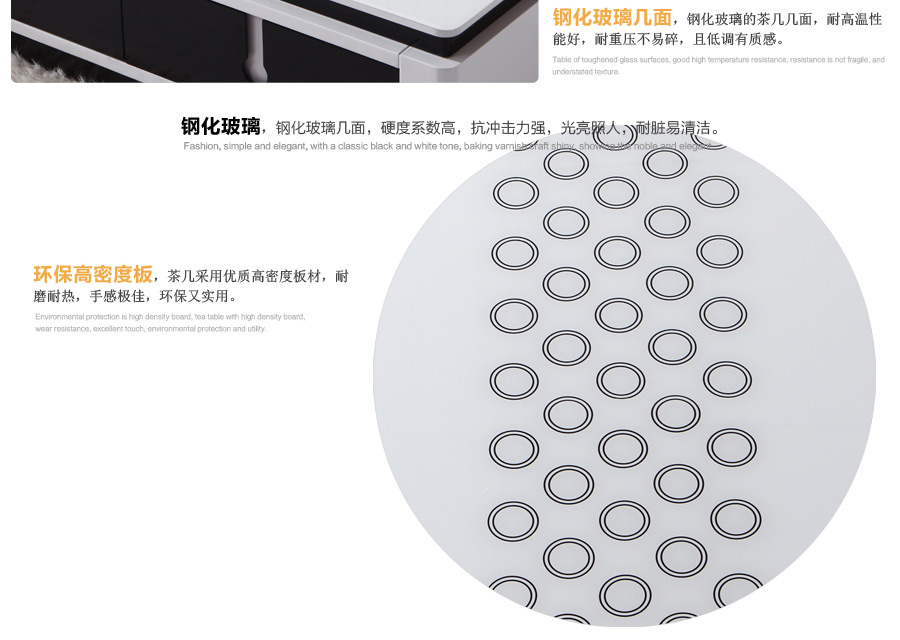 钢化玻璃几面，钢化玻璃的茶几几面，耐高温性
能好，耐重压不易碎，且低调有质感。
Table of toughened glass surfaces, good high temperature resistance, resistance is not fragile, and
understated texture.
钢化玻璃，钢化玻璃几面，硬度系数高，抗冲击力强，光亮照人，耐脏易清洁。
Fashion, simple and elegant, with a classic black and white tone, baking varnish craft shiny, showing the noble and elegant.
环保高密度板，茶几采用优质高密度板材，耐
磨耐热，手感极佳，环保又实用。
Environmental protection is high density board, tea table with high density board,
wear resistance, excellent touch, environmental protection and utility.